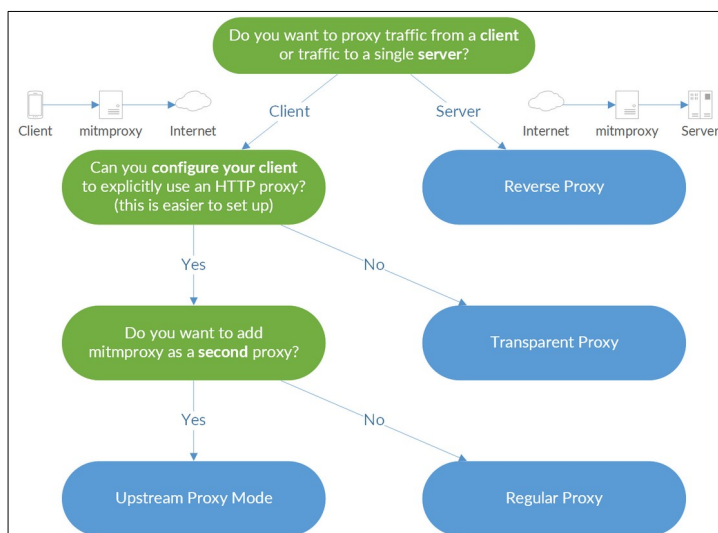 Do you want to proxy traffic from a client
or traffic to a single server?
Client
mitmproxy
Internet
Client
Server
Internet
mitmproxy
Server
Can you configure your client
to explicitly use an HTTP proxy?
(this is easier to set up)
Reverse Proxy
Yes
No
Do you want to add
mitmproxy as a second proxy?
Transparent Proxy
Yes
No
Upstream Proxy Mode
Regular Proxy